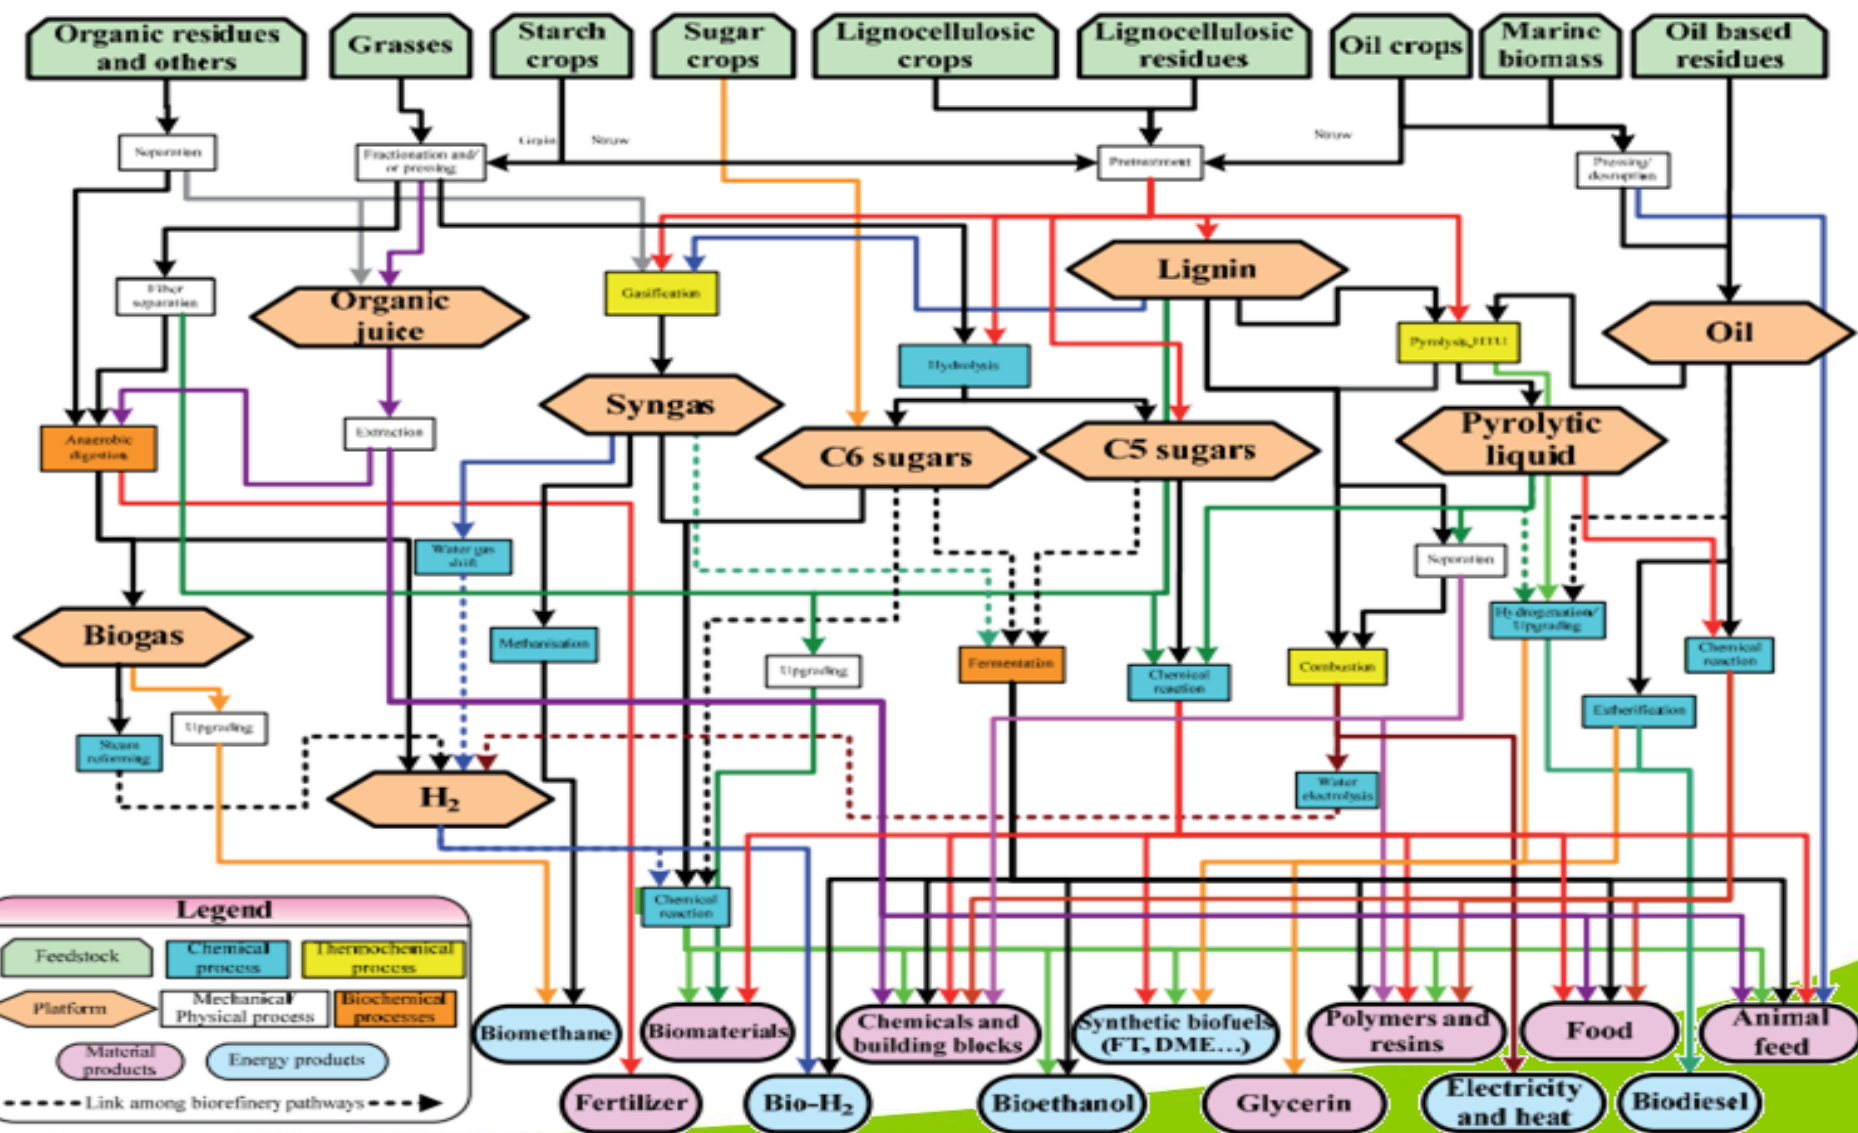 Organic residues
and others
Grasses
Starch
crops
Sugar
crops
Lignocellulosic
crops
Lignocellulosic
residues
Oil crops
Marine
biomass
Oil based
residues
Separation
Fractionation and/
or pressing
Grain
Straw
Pretreatment
Straw
Pressing/
desruption
Fiber
separation
Organic
juice
Gasification
Lignin
Hydrolysis
Pyrolysis, HTU
Oil
Syngas
C6 sugars
C5 sugars
Pyrolytic
liquid
Anaerobic
digestion
Extraction
Water gas
shift
Separation
Biogas
Methanisation
Upgrading
Fermentation
Chemical
reaction
Combustion
Hydrogenation/
Upgrading
Chemical
reaction
Steam
reforming
Upgrading
Estherification
H₂
Water
electrolysis
Chemical
reaction
Legend
Feedstock
Chemical
process
Thermochemical
process
Platform
Mechanical/
Physical process
Biochemical
processes
Material
products
Energy products
Link among biorefinery pathways
Biomethane
Biomaterials
Chemicals and
building blocks
Synthetic biofuels
(FT, DME...)
Polymers and
resins
Food
Animal
feed
Fertilizer
Bio-H₂
Bioethanol
Glycerin
Electricity
and heat
Biodiesel